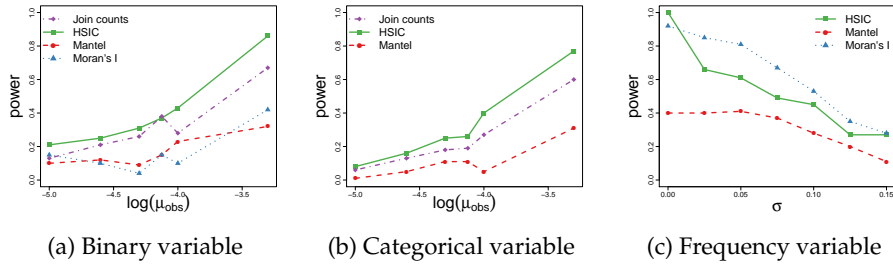 Join counts
HSIC
Mantel
Moran's I
power
0.0 0.2 0.4 0.6 0.8 1.0
-5.0 -4.5 -4.0 -3.5
log(μobs)
(a) Binary variable
Join counts
HSIC
Mantel
power
0.0 0.2 0.4 0.6 0.8 1.0
-5.0 -4.5 -4.0 -3.5
log(μobs)
(b) Categorical variable
HSIC
Mantel
Moran's I
power
0.0 0.2 0.4 0.6 0.8 1.0
0.00 0.05 0.10 0.15
σ
(c) Frequency variable